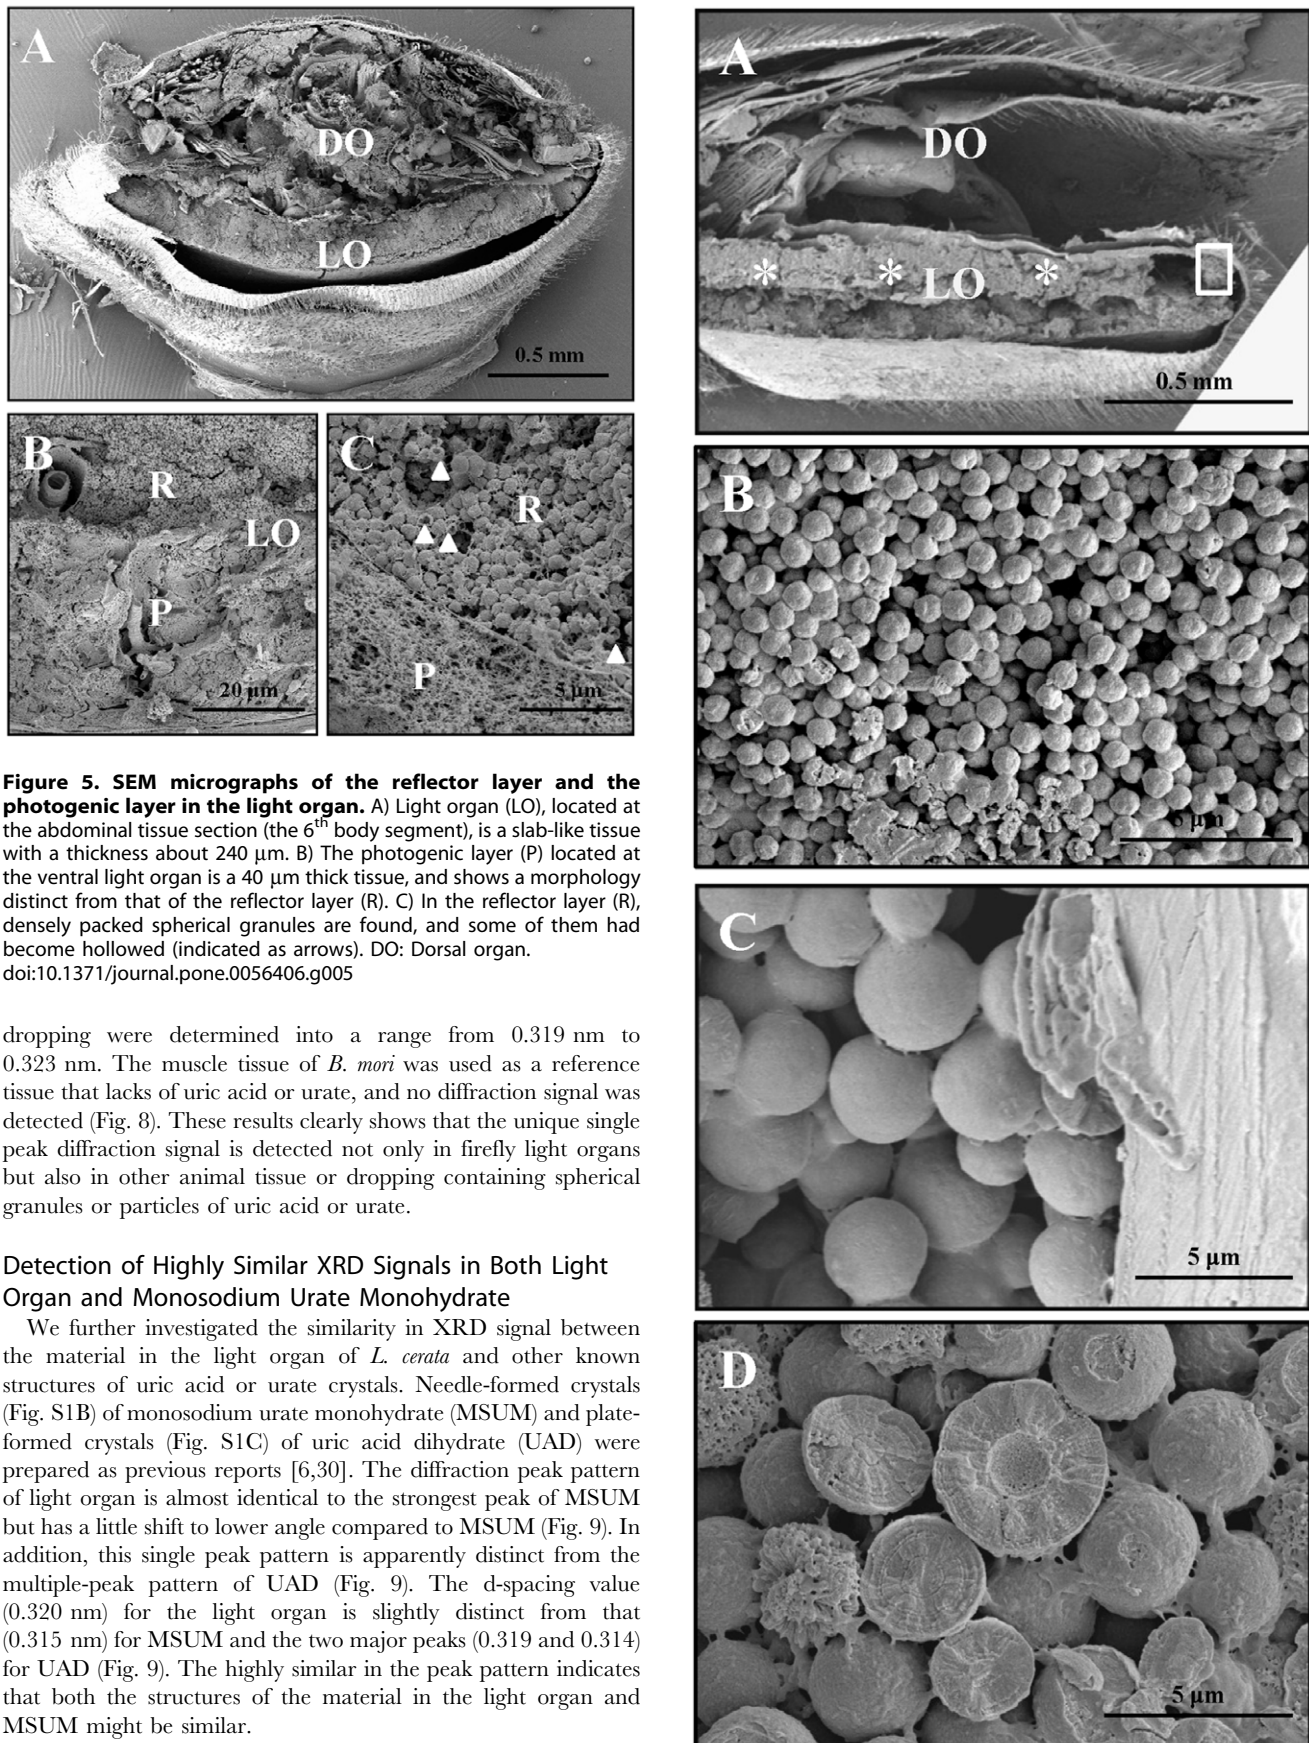 A
DO
LO
0.5 mm
B
R
LO
P
20 µm
C
R
P
5 µm
Figure 5. SEM micrographs of the reflector layer and the
photogenic layer in the light organ. A) Light organ (LO), located at
the abdominal tissue section (the 6th body segment), is a slab-like tissue
with a thickness about 240 µm. B) The photogenic layer (P) located at
the ventral light organ is a 40 µm thick tissue, and shows a morphology
distinct from that of the reflector layer (R). C) In the reflector layer (R),
densely packed spherical granules are found, and some of them had
become hollowed (indicated as arrows). DO: Dorsal organ.
doi:10.1371/journal.pone.0056406.g005
dropping were determined into a range from 0.319 nm to
0.323 nm. The muscle tissue of B. mori was used as a reference
tissue that lacks of uric acid or urate, and no diffraction signal was
detected (Fig. 8). These results clearly shows that the unique single
peak diffraction signal is detected not only in firefly light organs
but also in other animal tissue or dropping containing spherical
granules or particles of uric acid or urate.
Detection of Highly Similar XRD Signals in Both Light
Organ and Monosodium Urate Monohydrate
We further investigated the similarity in XRD signal between
the material in the light organ of L. cerata and other known
structures of uric acid or urate crystals. Needle-formed crystals
(Fig. S1B) of monosodium urate monohydrate (MSUM) and plate-
formed crystals (Fig. S1C) of uric acid dihydrate (UAD) were
prepared as previous reports [6,30]. The diffraction peak pattern
of light organ is almost identical to the strongest peak of MSUM
but has a little shift to lower angle compared to MSUM (Fig. 9). In
addition, this single peak pattern is apparently distinct from the
multiple-peak pattern of UAD (Fig. 9). The d-spacing value
(0.320 nm) for the light organ is slightly distinct from that
(0.315 nm) for MSUM and the two major peaks (0.319 and 0.314)
for UAD (Fig. 9). The highly similar in the peak pattern indicates
that both the structures of the material in the light organ and
MSUM might be similar.
A
DO
* * *
LO
0.5 mm
B
5 µm
C
5 µm
D
5 µm